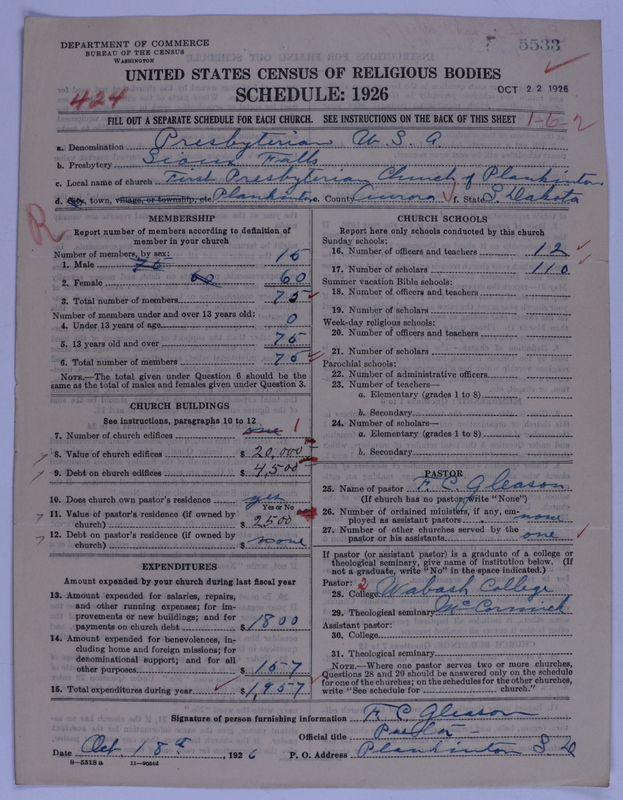 DEPARTMENT OF COMMERCE
BUREAU OF THE CENSUS
WASHINGTON
5533
UNITED STATES CENSUS OF RELIGIOUS BODIES
SCHEDULE: 1926
OCT 22 1926
424
FILL OUT A SEPARATE SCHEDULE FOR EACH CHURCH. SEE INSTRUCTIONS ON THE BACK OF THIS SHEET
1-6-2
a. Denomination Presbyterian U. S. A
b. Presbytery Sioux Falls
c. Local name of church First Presbyterian Church of Plankinton
d. City, town, village, or township, etc. Plankinton e. County Aurora f. State S. Dakota
R
MEMBERSHIP
Report number of members according to definition of
member in your church
Number of members, by sex:
1. Male 15
2. Female 60 60
3. Total number of members 75
Number of members under and over 13 years old:
4. Under 13 years of age 0
5. 13 years old and over 75
6. Total number of members 75
NOTE.—The total given under Question 6 should be the
same as the total of males and females given under Question 3.
CHURCH BUILDINGS
See instructions, paragraphs 10 to 12
7. Number of church edifices one 1
8. Value of church edifices $ 20,000
9. Debt on church edifices $ 4,500
10. Does church own pastor's residence yes
Yes or No
11. Value of pastor's residence (if owned by
church) $ 2500
12. Debt on pastor's residence (if owned by
church) $ none
EXPENDITURES
Amount expended by your church during last fiscal year
13. Amount expended for salaries, repairs,
and other running expenses; for im-
provements or new buildings; and for
payments on church debt $ 1800
14. Amount expended for benevolences, in-
cluding home and foreign missions; for
denominational support; and for all
other purposes $ 157
15. Total expenditures during year $ 1,957
CHURCH SCHOOLS
Report here only schools conducted by this church
Sunday schools:
16. Number of officers and teachers 12
17. Number of scholars 110
Summer vacation Bible schools:
18. Number of officers and teachers
19. Number of scholars
Week-day religious schools:
20. Number of officers and teachers
21. Number of scholars
Parochial schools:
22. Number of administrative officers
23. Number of teachers—
a. Elementary (grades 1 to 8)
b. Secondary
24. Number of scholars—
a. Elementary (grades 1 to 8)
b. Secondary
PASTOR
25. Name of pastor F. C. Gleason
(If church has no pastor, write "None")
26. Number of ordained ministers, if any, em-
ployed as assistant pastors none
27. Number of other churches served by the
pastor or his assistants one
If pastor (or assistant pastor) is a graduate of a college or
theological seminary, give name of institution below. (If
not a graduate, write "No" in the space indicated.)
Pastor: 2
28. College Wabash College
29. Theological seminary McCormick
Assistant pastor:
30. College
31. Theological seminary
NOTE.—Where one pastor serves two or more churches,
Questions 28 and 29 should be answered only on the schedule
for one of the churches; on the schedules for the other churches,
write "See schedule for church."
Signature of person furnishing information F. C Gleason
Official title Pastor
Date Oct. 18th, 1926 P. O. Address Plankinton S. D
8-5518 a